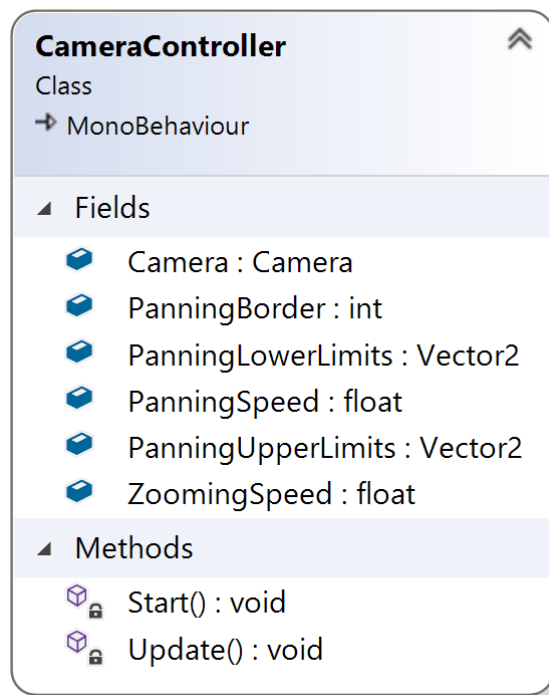 CameraController
Class
MonoBehaviour
Fields
Camera : Camera
PanningBorder : int
PanningLowerLimits : Vector2
PanningSpeed : float
PanningUpperLimits : Vector2
ZoomingSpeed : float
Methods
Start() : void
Update() : void